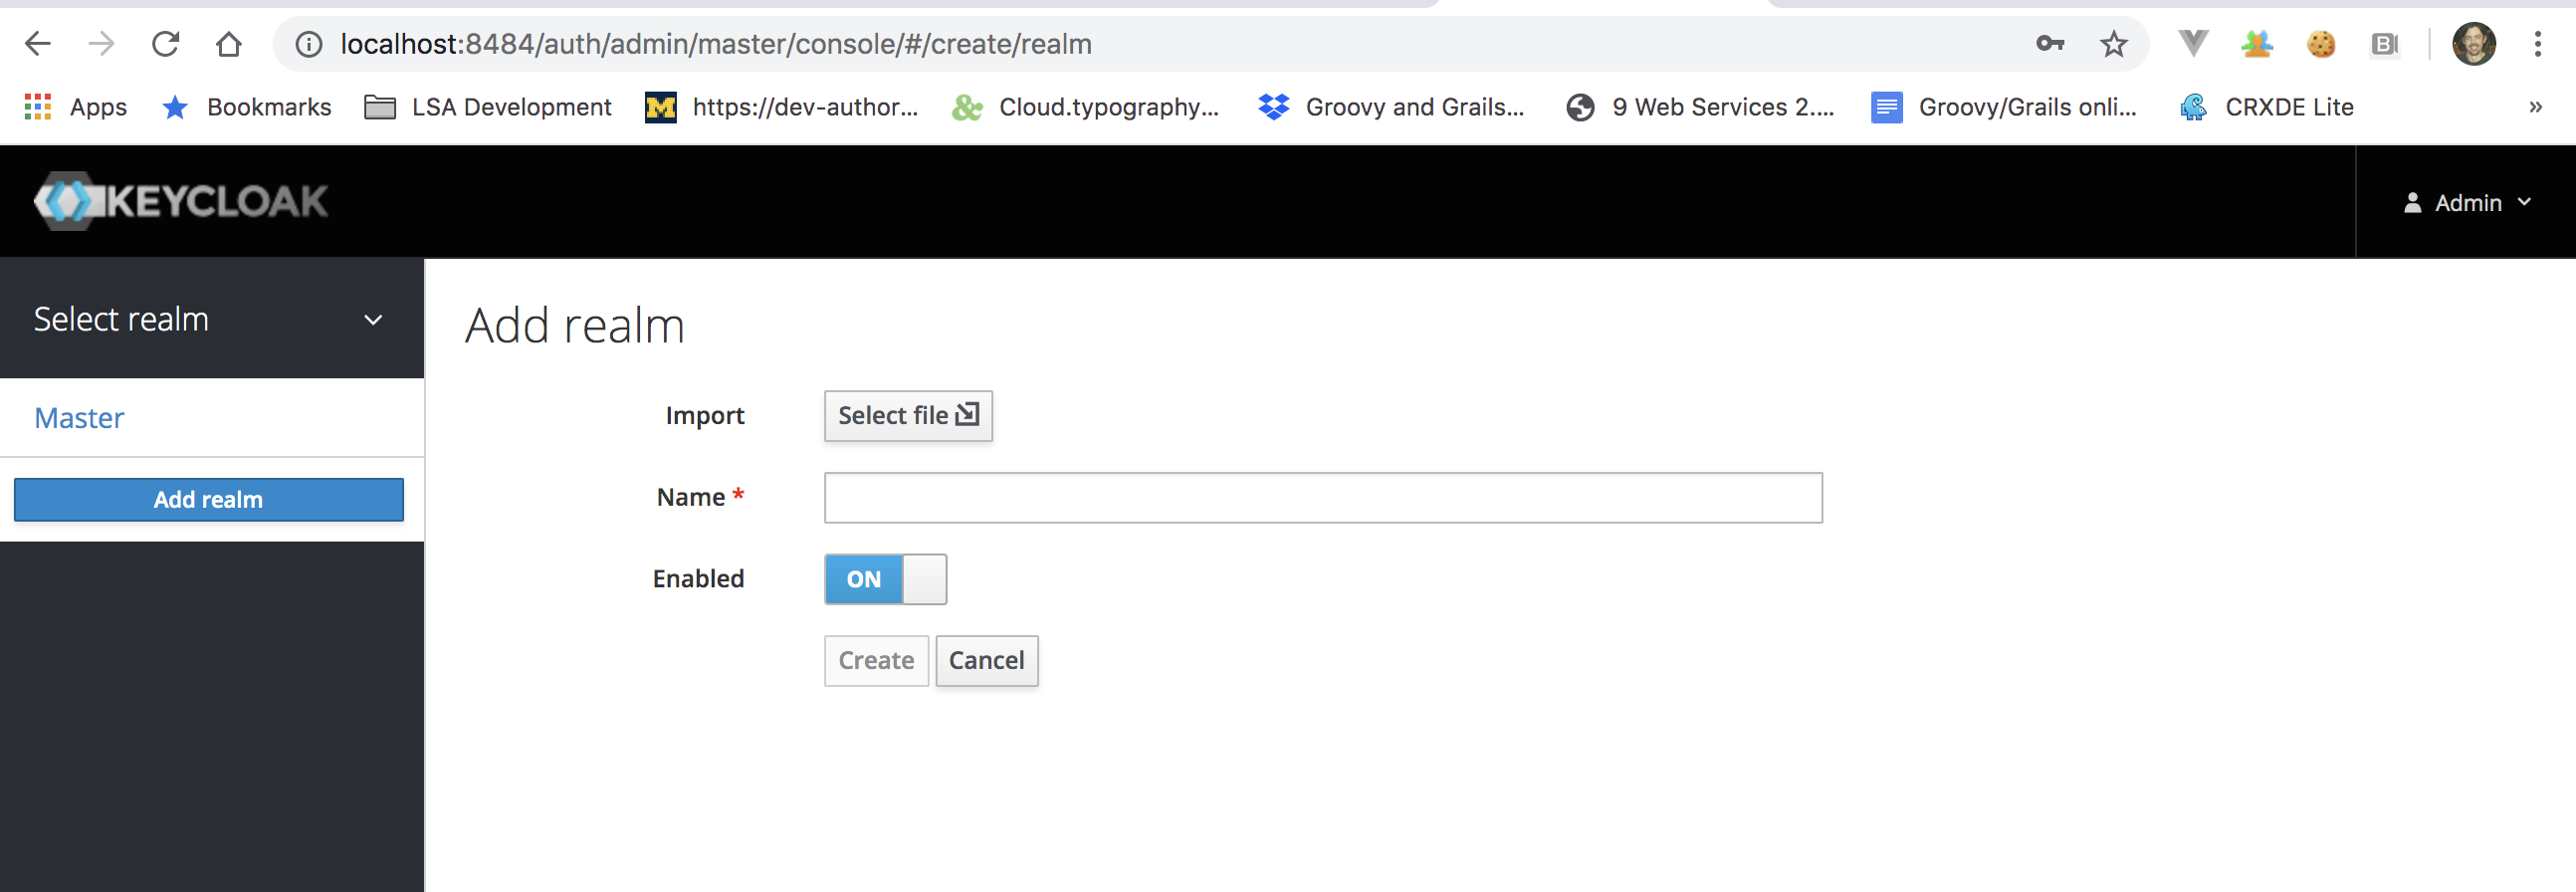 localhost:8484/auth/admin/master/console/#/create/realm
B
Apps Bookmarks LSA Development M https://dev-author... & Cloud.typography... Groovy and Grails... 9 Web Services 2.... Groovy/Grails onli... CRXDE Lite »
KEYCLOAK Admin
Select realm
Master
Add realm
Add realm
Import Select file
Name *
Enabled ON
Create Cancel